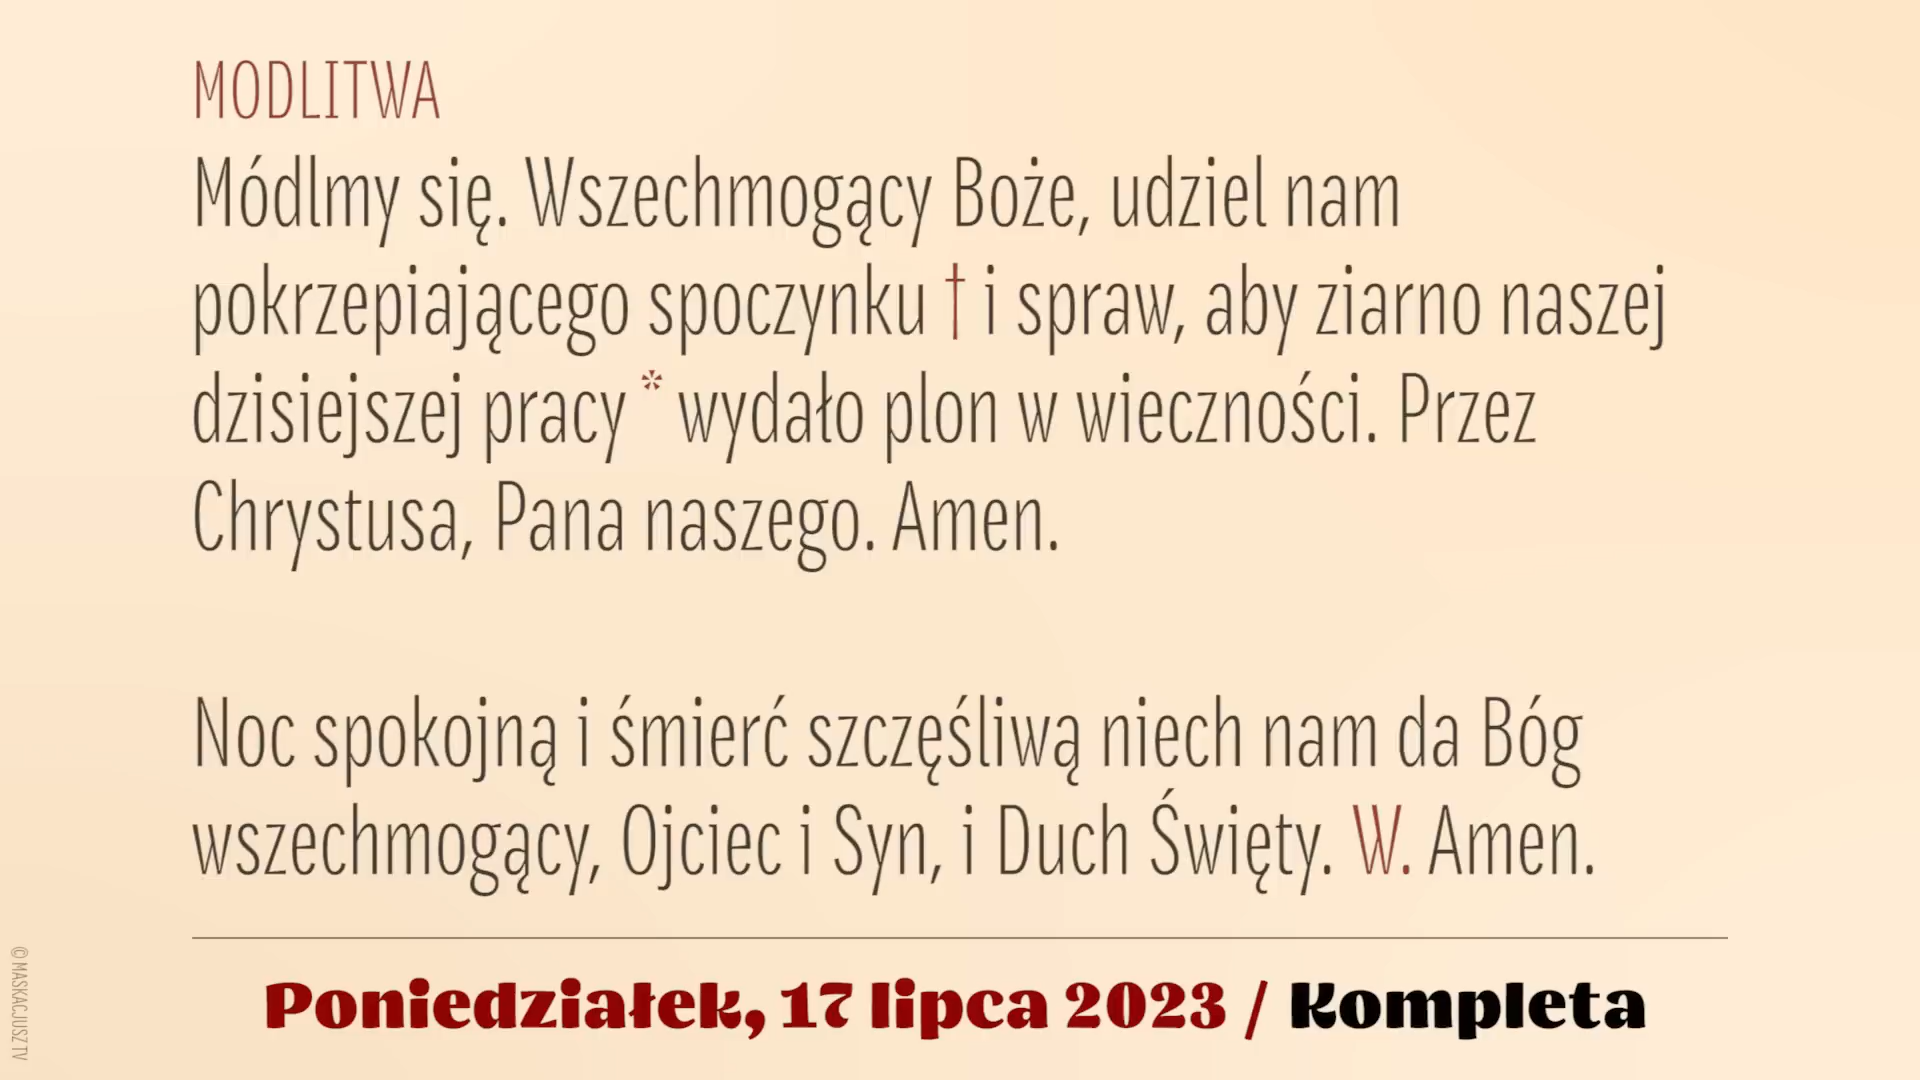 MODLITWA
Módlmy się. Wszechmogący Boże, udziel nam
pokrzepiającego spoczynku † i spraw, aby ziarno naszej
dzisiejszej pracy * wydało plon w wieczności. Przez
Chrystusa, Pana naszego. Amen.
Noc spokojną i śmierć szczęśliwą niech nam da Bóg
wszechmogący, Ojciec i Syn, i Duch Święty. W. Amen.
Poniedziałek, 17 lipca 2023 / Kompleta
© MASKACJUSZ TV